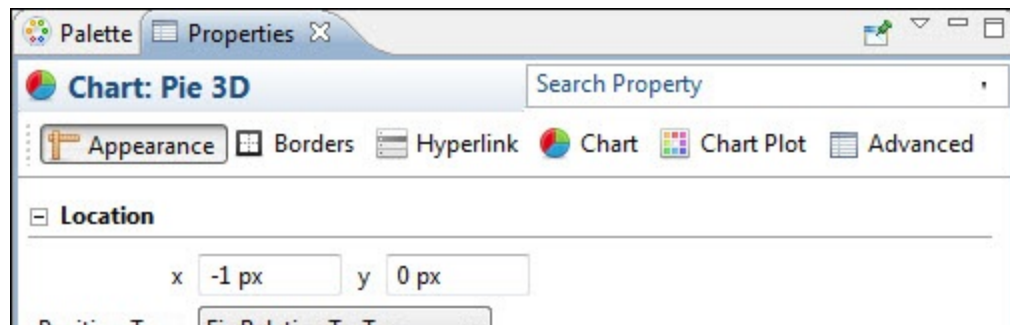 Palette Properties
Chart: Pie 3D Search Property
Appearance Borders Hyperlink Chart Chart Plot Advanced
Location
x -1 px y 0 px